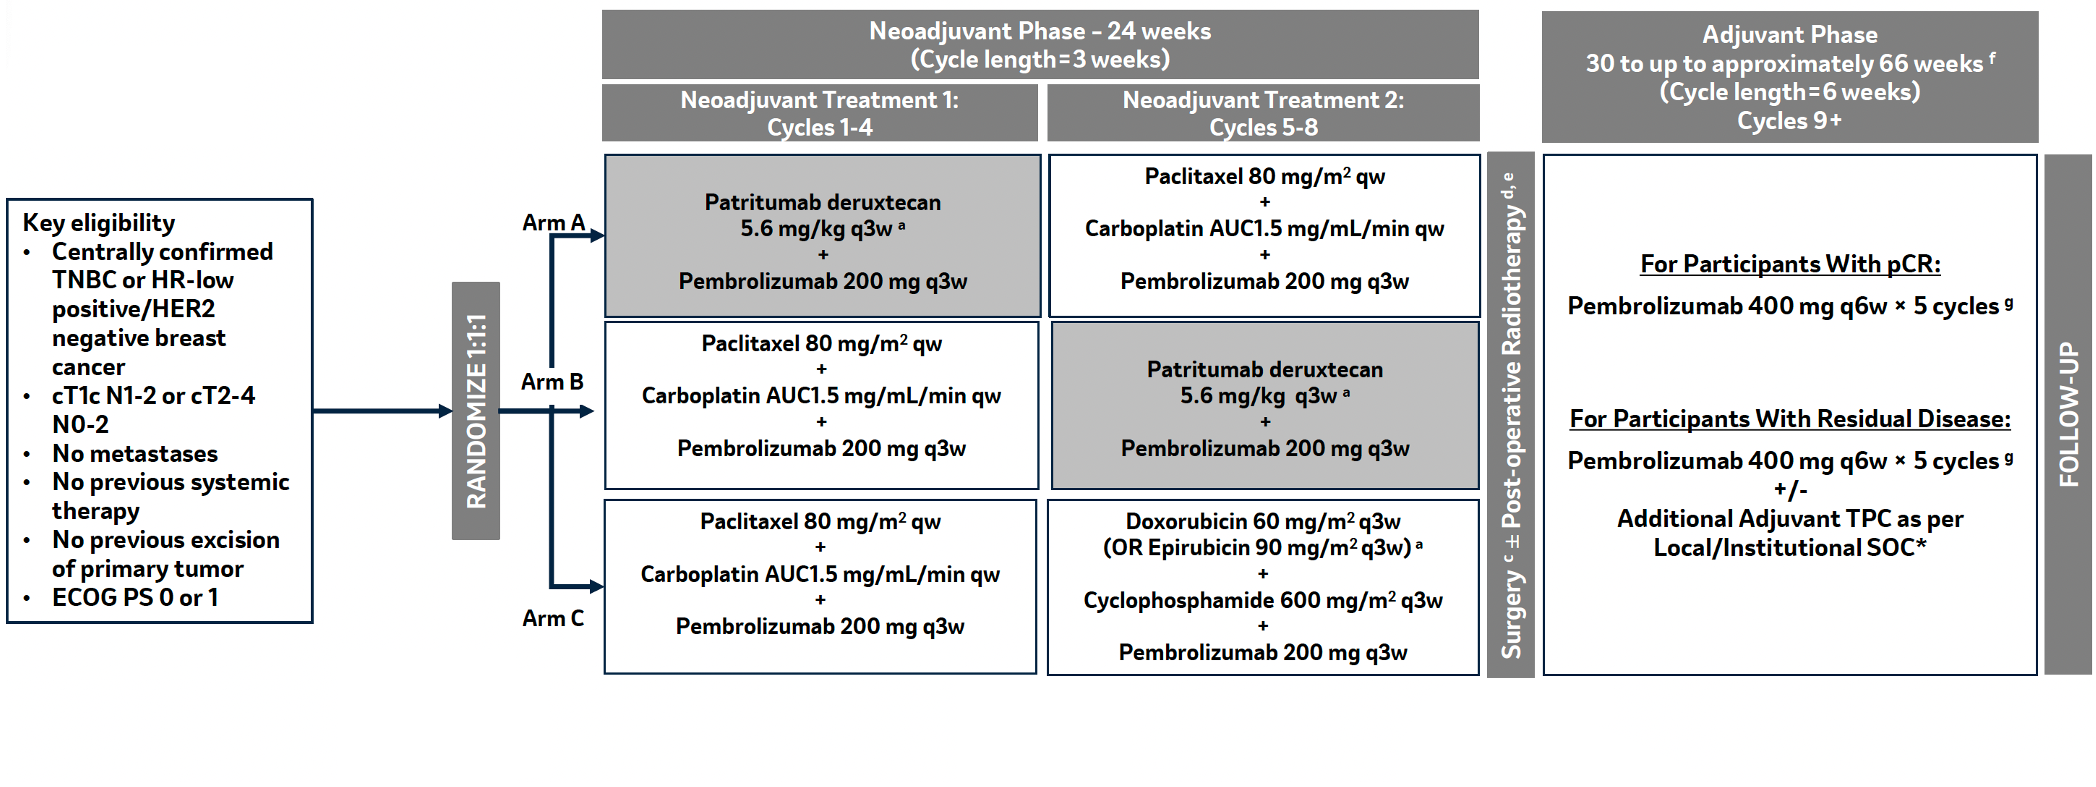 Neoadjuvant Phase – 24 weeks
(Cycle length=3 weeks)
Adjuvant Phase
30 to up to approximately 66 weeks f
(Cycle length=6 weeks)
Cycles 9+
Neoadjuvant Treatment 1:
Cycles 1-4
Neoadjuvant Treatment 2:
Cycles 5-8
Key eligibility
• Centrally confirmed
TNBC or HR-low
positive/HER2
negative breast
cancer
• cT1c N1-2 or cT2-4
N0-2
• No metastases
• No previous systemic
therapy
• No previous excision
of primary tumor
• ECOG PS 0 or 1
RANDOMIZE 1:1:1
Arm A
Patritumab deruxtecan
5.6 mg/kg q3w a
+
Pembrolizumab 200 mg q3w
Paclitaxel 80 mg/m2 qw
+
Carboplatin AUC1.5 mg/mL/min qw
+
Pembrolizumab 200 mg q3w
Arm B
Paclitaxel 80 mg/m2 qw
+
Carboplatin AUC1.5 mg/mL/min qw
+
Pembrolizumab 200 mg q3w
Patritumab deruxtecan
5.6 mg/kg q3w a
+
Pembrolizumab 200 mg q3w
Arm C
Paclitaxel 80 mg/m2 qw
+
Carboplatin AUC1.5 mg/mL/min qw
+
Pembrolizumab 200 mg q3w
Doxorubicin 60 mg/m2 q3w
(OR Epirubicin 90 mg/m2 q3w) a
+
Cyclophosphamide 600 mg/m2 q3w
+
Pembrolizumab 200 mg q3w
Surgery c ± Post-operative Radiotherapy d, e
For Participants With pCR:
Pembrolizumab 400 mg q6w × 5 cycles g
For Participants With Residual Disease:
Pembrolizumab 400 mg q6w × 5 cycles g
+/-
Additional Adjuvant TPC as per
Local/Institutional SOC*
FOLLOW-UP